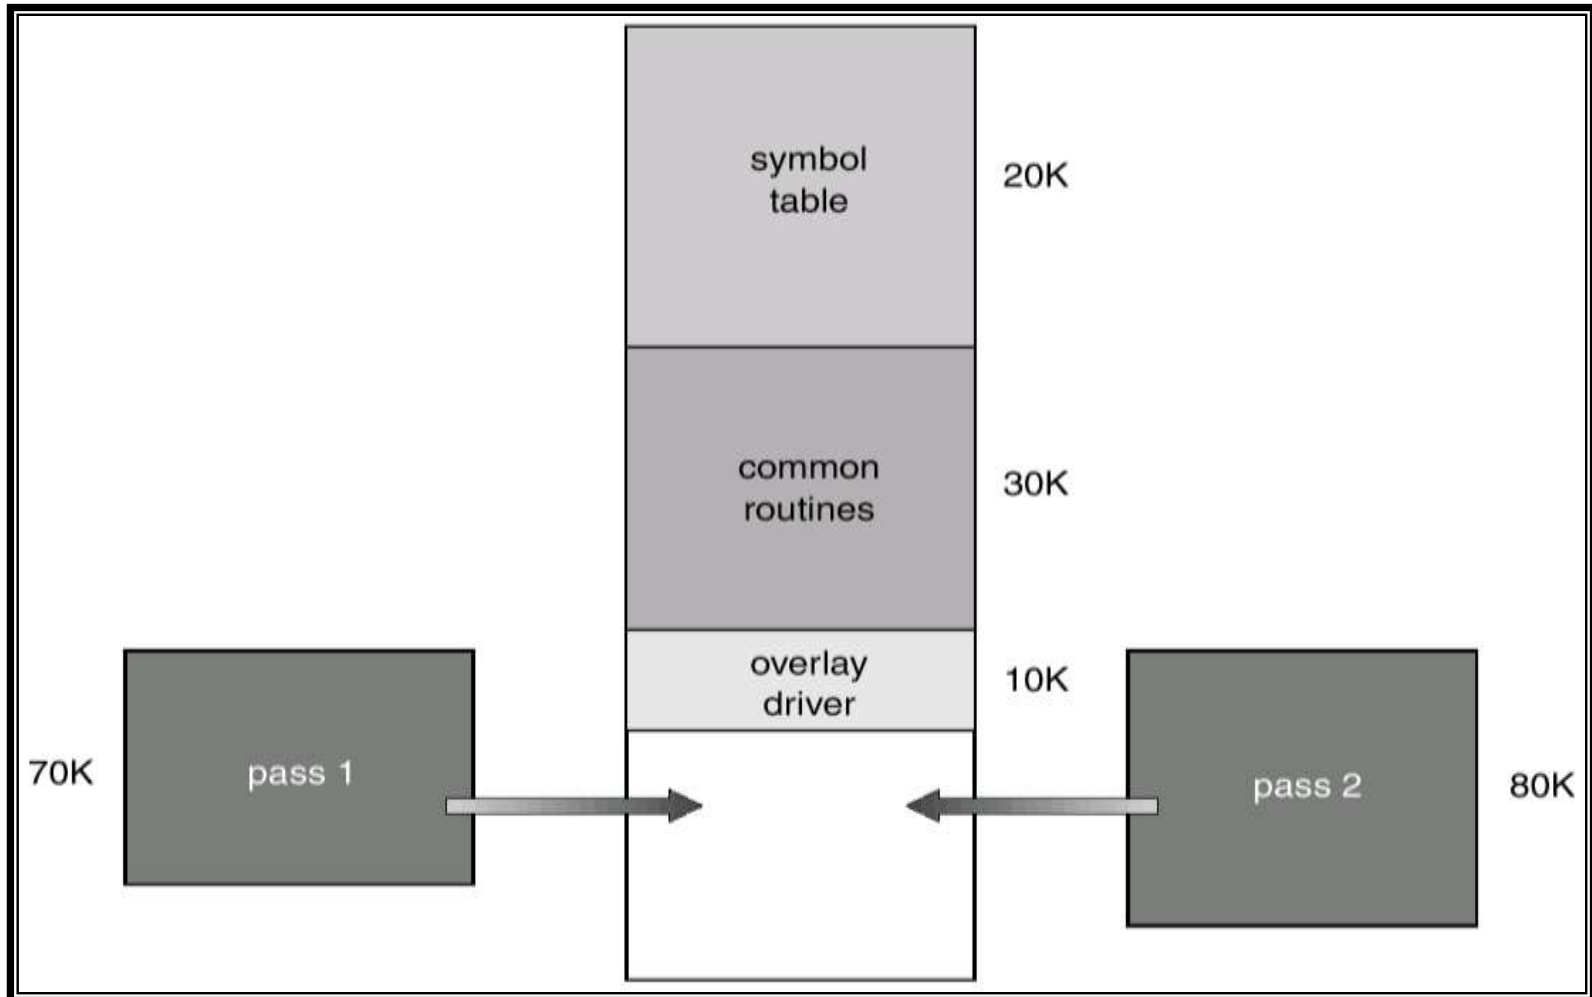 symbol
table
20K
common
routines
30K
overlay
driver
10K
70K
pass 1
pass 2
80K